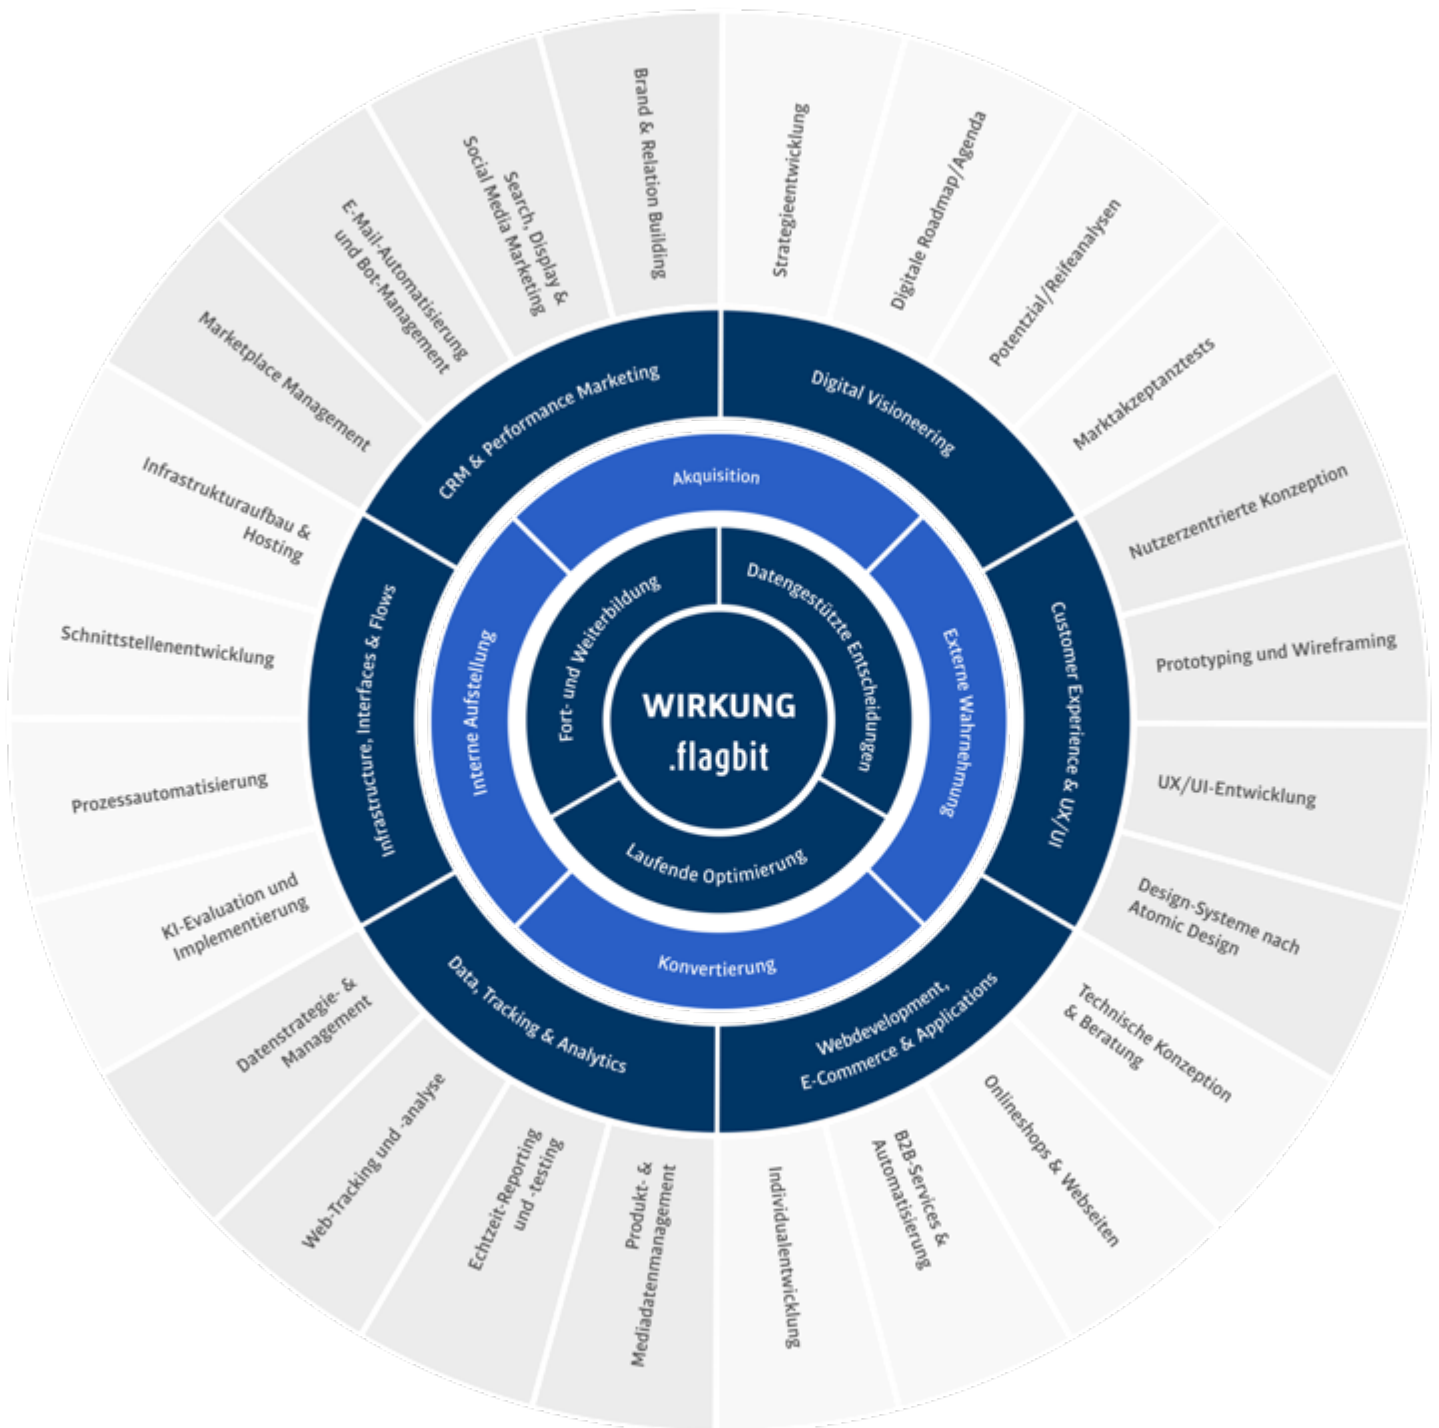 WIRKUNG
.flagbit
Fort- und Weiterbildung
Datengestützte Entscheidungen
Laufende Optimierung
Akquisition
Externe Wahrnehmung
Konvertierung
Interne Aufstellung
Digital Visioneering
Customer Experience & UX/UI
Webdevelopment,
E-Commerce & Applications
Data, Tracking & Analytics
Infrastructure, Interfaces & Flows
CRM & Performance Marketing
Strategieentwicklung
Digitale Roadmap/Agenda
Potentzial/Reifeanalysen
Marktakzeptanztests
Nutzerzentrierte Konzeption
Prototyping und Wireframing
UX/UI-Entwicklung
Design-Systeme nach
Atomic Design
Technische Konzeption
& Beratung
Onlineshops & Webseiten
B2B-Services &
Automatisierung
Individualentwicklung
Produkt- &
Mediadatenmanagement
Echtzeit-Reporting
und -testing
Web-Tracking und -analyse
Datenstrategie- &
Management
KI-Evaluation und
Implementierung
Prozessautomatisierung
Schnittstellenentwicklung
Infrastrukturaufbau &
Hosting
Marketplace Management
E-Mail-Automatisierung
und Bot-Management
Search, Display &
Social Media Marketing
Brand & Relation Building